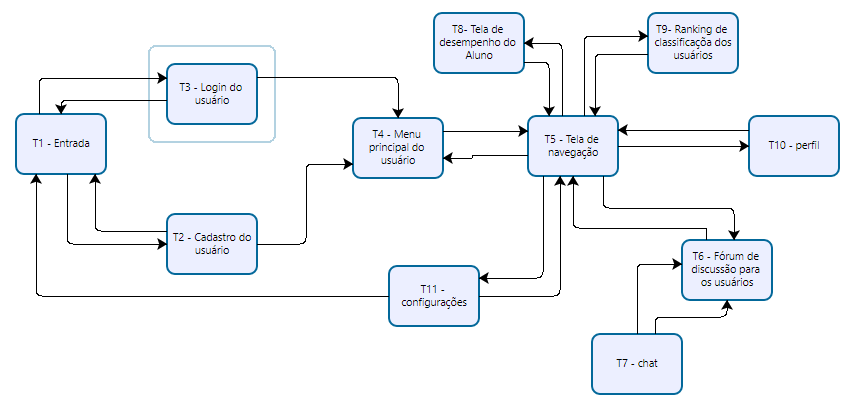 T8- Tela de
desempenho do
Aluno
T9- Ranking de
classificaçõa dos
usuários
T3 - Login do
usuário
T1 - Entrada
T4 - Menu
principal do
usuário
T5 - Tela de
navegação
T10 - perfil
T2 - Cadastro do
usuário
T6 - Fórum de
discussão para
os usuários
T11 -
configurações
T7 - chat